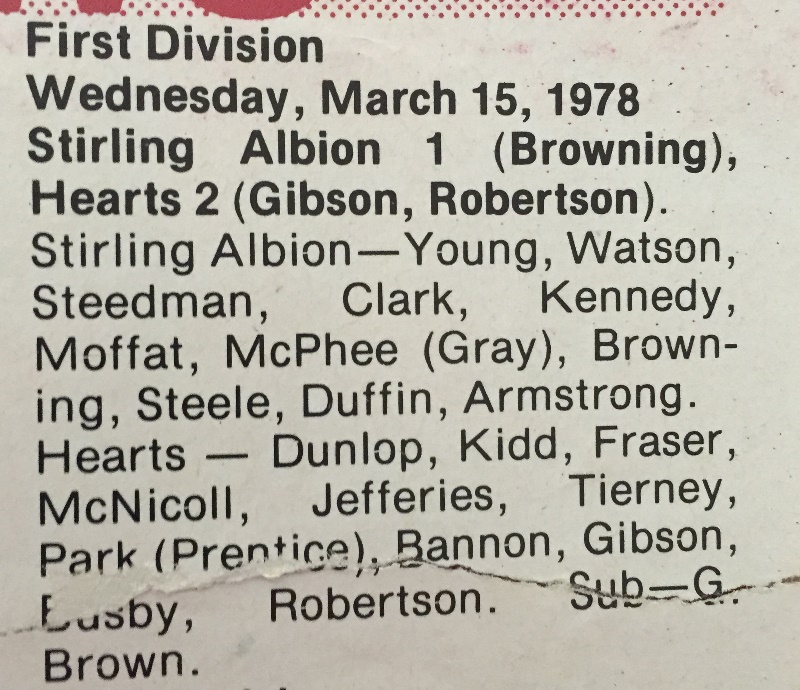 First Division
Wednesday, March 15, 1978
Stirling Albion 1 (Browning),
Hearts 2 (Gibson, Robertson).
Stirling Albion—Young, Watson,
Steedman, Clark, Kennedy,
Moffat, McPhee (Gray), Brown-
ing, Steele, Duffin, Armstrong.
Hearts — Dunlop, Kidd, Fraser,
McNicoll, Jefferies, Tierney,
Park (Prentice), Bannon, Gibson,
Busby, Robertson. Sub—G.
Brown.